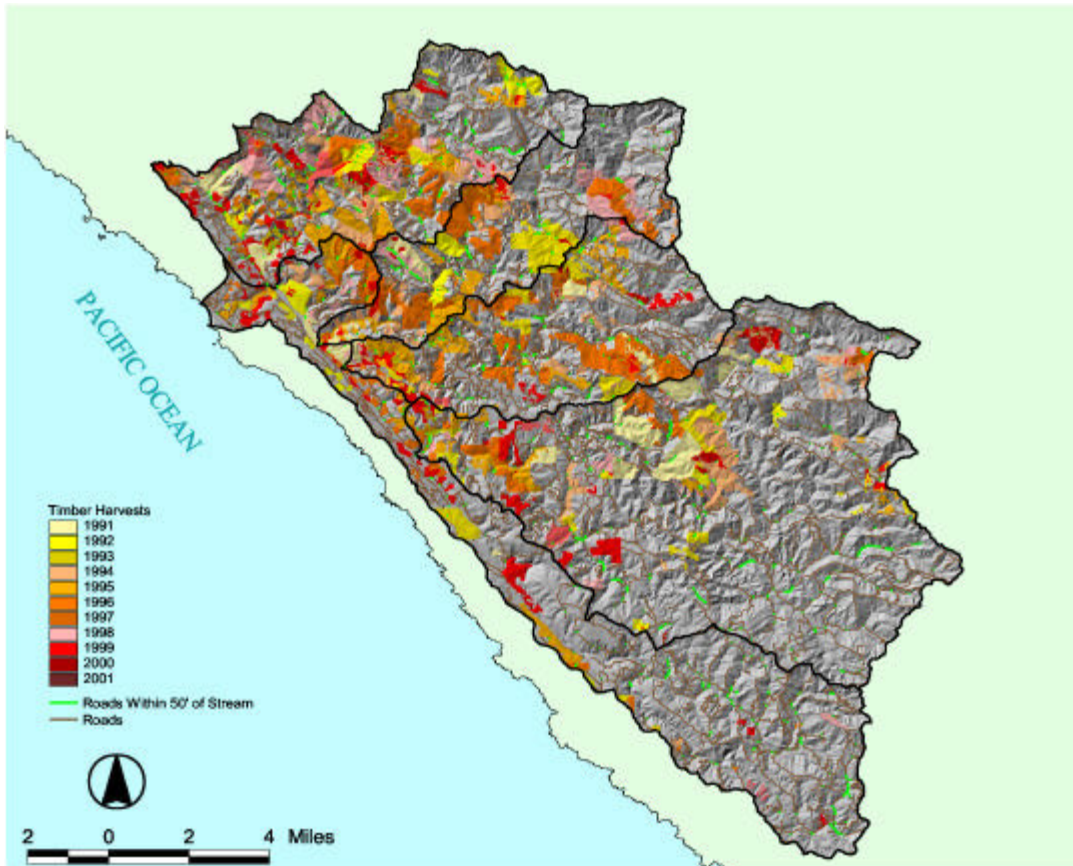 PACIFIC OCEAN
Timber Harvests
1991
1992
1993
1994
1995
1996
1997
1998
1999
2000
2001
Roads Within 50' of Stream
Roads
2 0 2 4 Miles